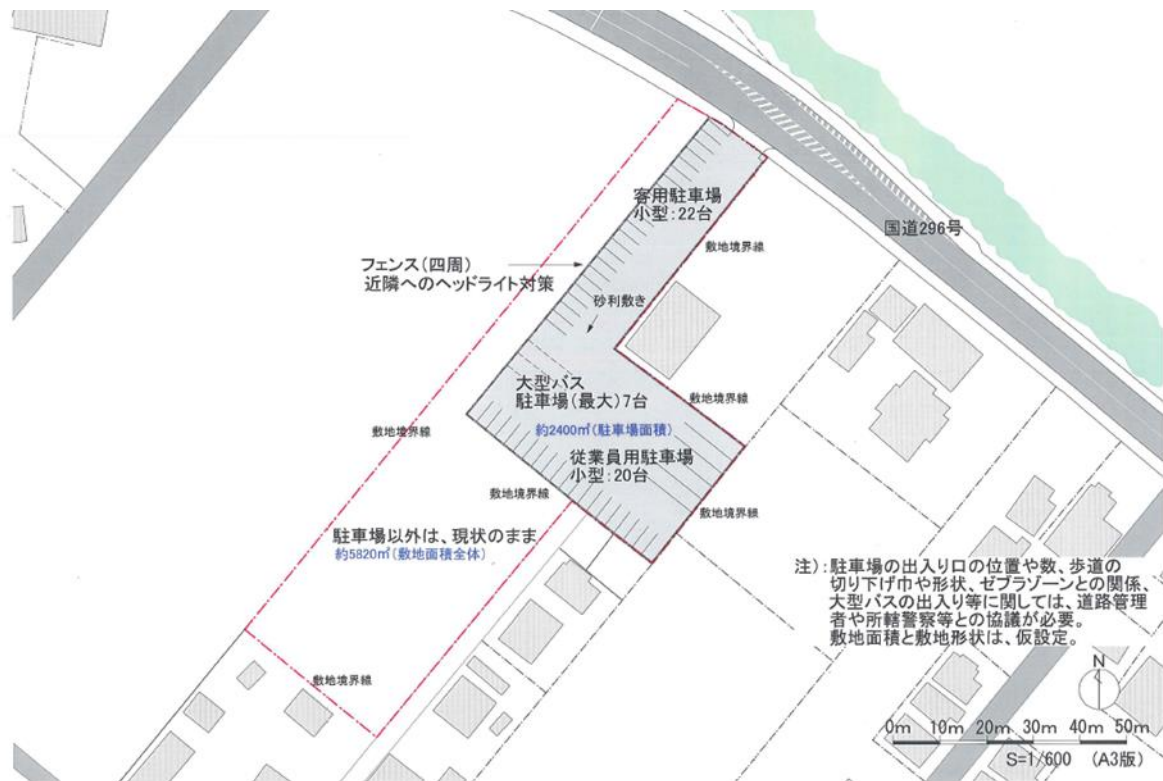 客用駐車場
小型：22台
国道296号
敷地境界線
フェンス（四周）
近隣へのヘッドライト対策
砂利敷き
大型バス
駐車場（最大）7台
敷地境界線
敷地境界線
約2400㎡（駐車場面積）
従業員用駐車場
小型：20台
敷地境界線
敷地境界線
駐車場以外は、現状のまま
約5820㎡（敷地面積全体）
注）：駐車場の出入り口の位置や数、歩道の
切り下げ巾や形状、ゼブラゾーンとの関係、
大型バスの出入り等に関しては、道路管理
者や所轄警察等との協議が必要。
敷地面積と敷地形状は、仮設定。
敷地境界線
N
0m 10m 20m 30m 40m 50m
S=1/600 （A3版）